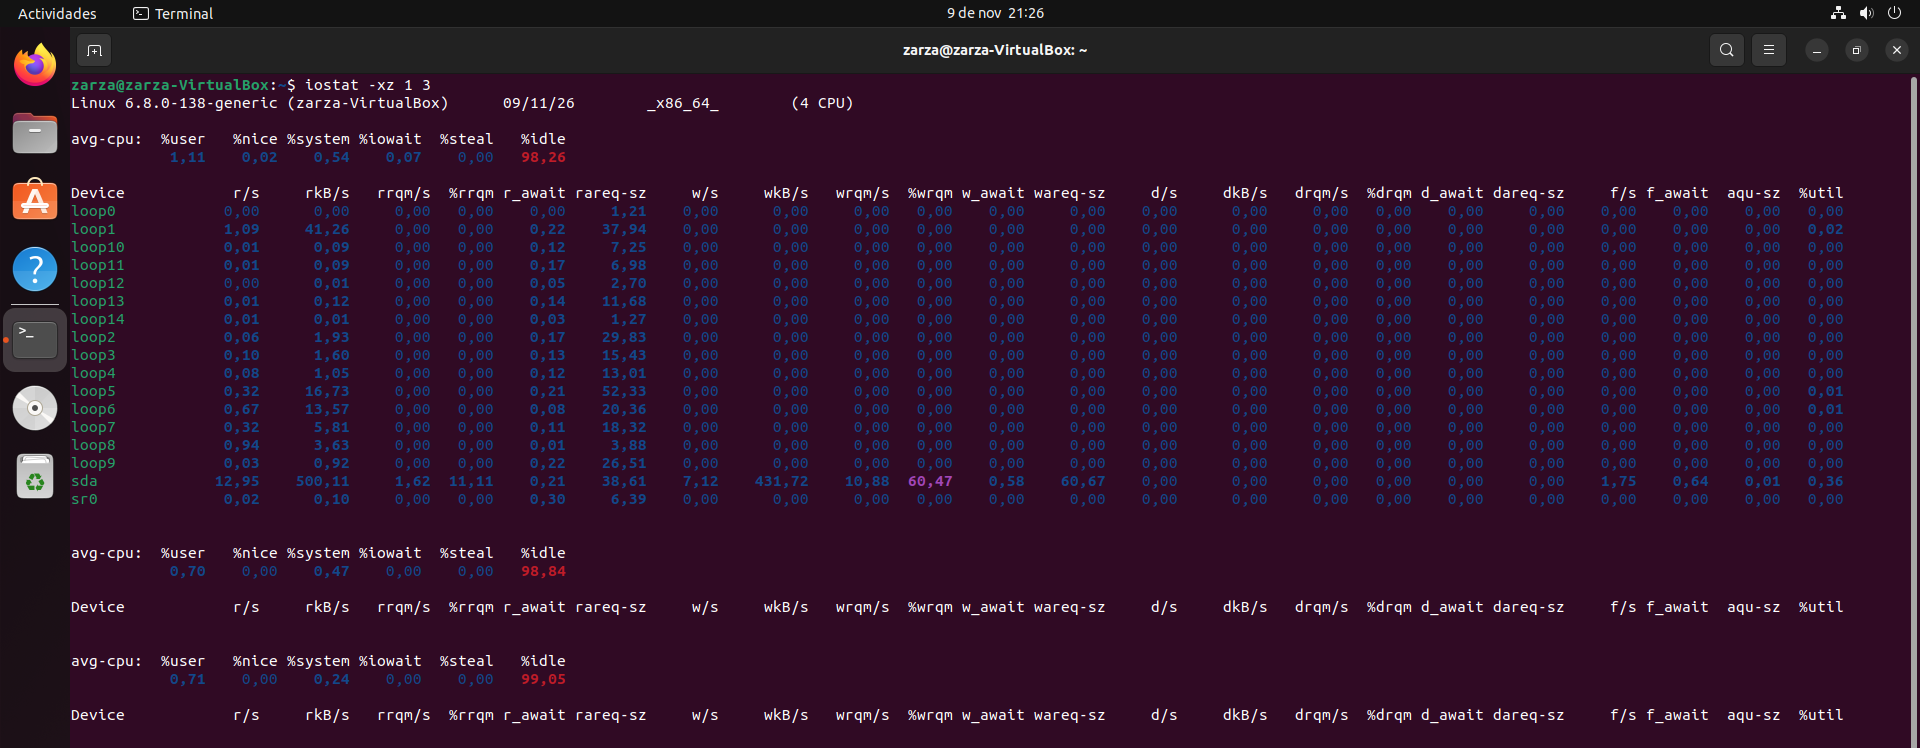 Actividades Terminal 9 de nov 21:26
zarza@zarza-VirtualBox: ~
zarza@zarza-VirtualBox:~$ iostat -xz 1 3
Linux 6.8.0-138-generic (zarza-VirtualBox) 09/11/26 _x86_64_ (4 CPU)
avg-cpu: %user %nice %system %iowait %steal %idle
1,11 0,02 0,54 0,07 0,00 98,26
Device r/s rkB/s rrqm/s %rrqm r_await rareq-sz w/s wkB/s wrqm/s %wrqm w_await wareq-sz d/s dkB/s drqm/s %drqm d_await dareq-sz f/s f_await aqu-sz %util
loop0 0,00 0,00 0,00 0,00 0,00 1,21 0,00 0,00 0,00 0,00 0,00 0,00 0,00 0,00 0,00 0,00 0,00 0,00 0,00 0,00 0,00 0,00
loop1 1,09 41,26 0,00 0,00 0,22 37,94 0,00 0,00 0,00 0,00 0,00 0,00 0,00 0,00 0,00 0,00 0,00 0,00 0,00 0,00 0,00 0,02
loop10 0,01 0,09 0,00 0,00 0,12 7,25 0,00 0,00 0,00 0,00 0,00 0,00 0,00 0,00 0,00 0,00 0,00 0,00 0,00 0,00 0,00 0,00
loop11 0,01 0,09 0,00 0,00 0,17 6,98 0,00 0,00 0,00 0,00 0,00 0,00 0,00 0,00 0,00 0,00 0,00 0,00 0,00 0,00 0,00 0,00
loop12 0,00 0,01 0,00 0,00 0,05 2,70 0,00 0,00 0,00 0,00 0,00 0,00 0,00 0,00 0,00 0,00 0,00 0,00 0,00 0,00 0,00 0,00
loop13 0,01 0,12 0,00 0,00 0,14 11,68 0,00 0,00 0,00 0,00 0,00 0,00 0,00 0,00 0,00 0,00 0,00 0,00 0,00 0,00 0,00 0,00
loop14 0,01 0,01 0,00 0,00 0,03 1,27 0,00 0,00 0,00 0,00 0,00 0,00 0,00 0,00 0,00 0,00 0,00 0,00 0,00 0,00 0,00 0,00
loop2 0,06 1,93 0,00 0,00 0,17 29,83 0,00 0,00 0,00 0,00 0,00 0,00 0,00 0,00 0,00 0,00 0,00 0,00 0,00 0,00 0,00 0,00
loop3 0,10 1,60 0,00 0,00 0,13 15,43 0,00 0,00 0,00 0,00 0,00 0,00 0,00 0,00 0,00 0,00 0,00 0,00 0,00 0,00 0,00 0,00
loop4 0,08 1,05 0,00 0,00 0,12 13,01 0,00 0,00 0,00 0,00 0,00 0,00 0,00 0,00 0,00 0,00 0,00 0,00 0,00 0,00 0,00 0,00
loop5 0,32 16,73 0,00 0,00 0,21 52,33 0,00 0,00 0,00 0,00 0,00 0,00 0,00 0,00 0,00 0,00 0,00 0,00 0,00 0,00 0,00 0,01
loop6 0,67 13,57 0,00 0,00 0,08 20,36 0,00 0,00 0,00 0,00 0,00 0,00 0,00 0,00 0,00 0,00 0,00 0,00 0,00 0,00 0,00 0,01
loop7 0,32 5,81 0,00 0,00 0,11 18,32 0,00 0,00 0,00 0,00 0,00 0,00 0,00 0,00 0,00 0,00 0,00 0,00 0,00 0,00 0,00 0,00
loop8 0,94 3,63 0,00 0,00 0,01 3,88 0,00 0,00 0,00 0,00 0,00 0,00 0,00 0,00 0,00 0,00 0,00 0,00 0,00 0,00 0,00 0,00
loop9 0,03 0,92 0,00 0,00 0,22 26,51 0,00 0,00 0,00 0,00 0,00 0,00 0,00 0,00 0,00 0,00 0,00 0,00 0,00 0,00 0,00 0,00
sda 12,95 500,11 1,62 11,11 0,21 38,61 7,12 431,72 10,88 60,47 0,58 60,67 0,00 0,00 0,00 0,00 0,00 0,00 1,75 0,64 0,01 0,36
sr0 0,02 0,10 0,00 0,00 0,30 6,39 0,00 0,00 0,00 0,00 0,00 0,00 0,00 0,00 0,00 0,00 0,00 0,00 0,00 0,00 0,00 0,00
avg-cpu: %user %nice %system %iowait %steal %idle
0,70 0,00 0,47 0,00 0,00 98,84
Device r/s rkB/s rrqm/s %rrqm r_await rareq-sz w/s wkB/s wrqm/s %wrqm w_await wareq-sz d/s dkB/s drqm/s %drqm d_await dareq-sz f/s f_await aqu-sz %util
avg-cpu: %user %nice %system %iowait %steal %idle
0,71 0,00 0,24 0,00 0,00 99,05
Device r/s rkB/s rrqm/s %rrqm r_await rareq-sz w/s wkB/s wrqm/s %wrqm w_await wareq-sz d/s dkB/s drqm/s %drqm d_await dareq-sz f/s f_await aqu-sz %util